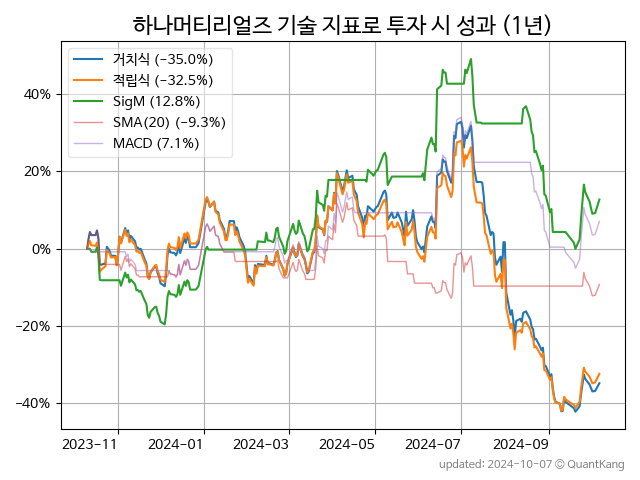 하나머티리얼즈 기술 지표로 투자 시 성과 (1년)
거치식 (-35.0%)
적립식 (-32.5%)
SigM (12.8%)
SMA(20) (-9.3%)
MACD (7.1%)
40%
20%
0%
-20%
-40%
2023-11 2024-01 2024-03 2024-05 2024-07 2024-09
updated: 2024-10-07 © QuantKang